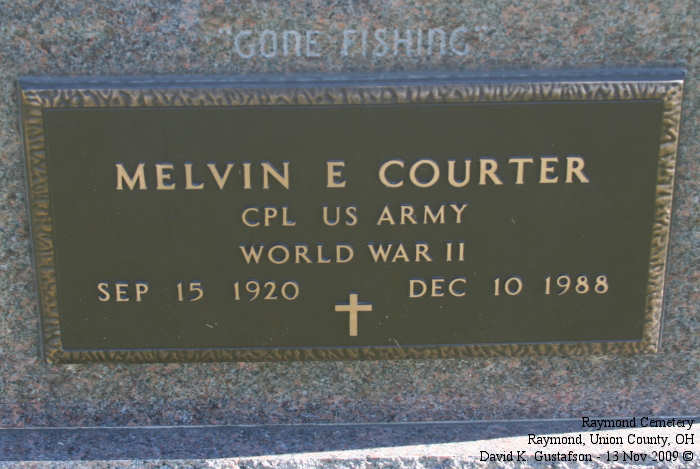 "GONE FISHING"
MELVIN E COURTER
CPL US ARMY
WORLD WAR II
SEP 15 1920 DEC 10 1988
Raymond Cemetery
Raymond, Union County, OH
David K. Gustafson - 13 Nov 2009 ©